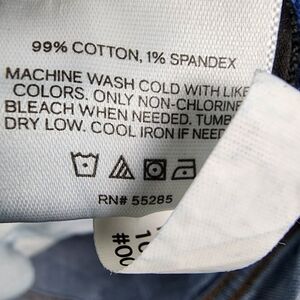 99% COTTON, 1% SPANDEX
MACHINE WASH COLD WITH LIKE
COLORS. ONLY NON-CHLORINE
BLEACH WHEN NEEDED. TUMB
DRY LOW. COOL IRON IF NEED
RN# 55285